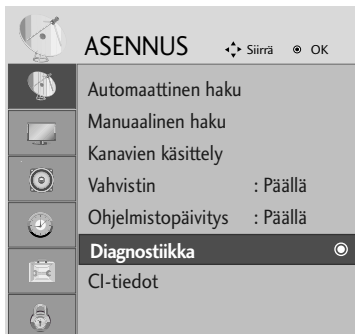 ASENNUS Siirrä OK
Automaattinen haku
Manuaalinen haku
Kanavien käsittely
Vahvistin : Päällä
Ohjelmistopäivitys : Päällä
Diagnostiikka
CI-tiedot